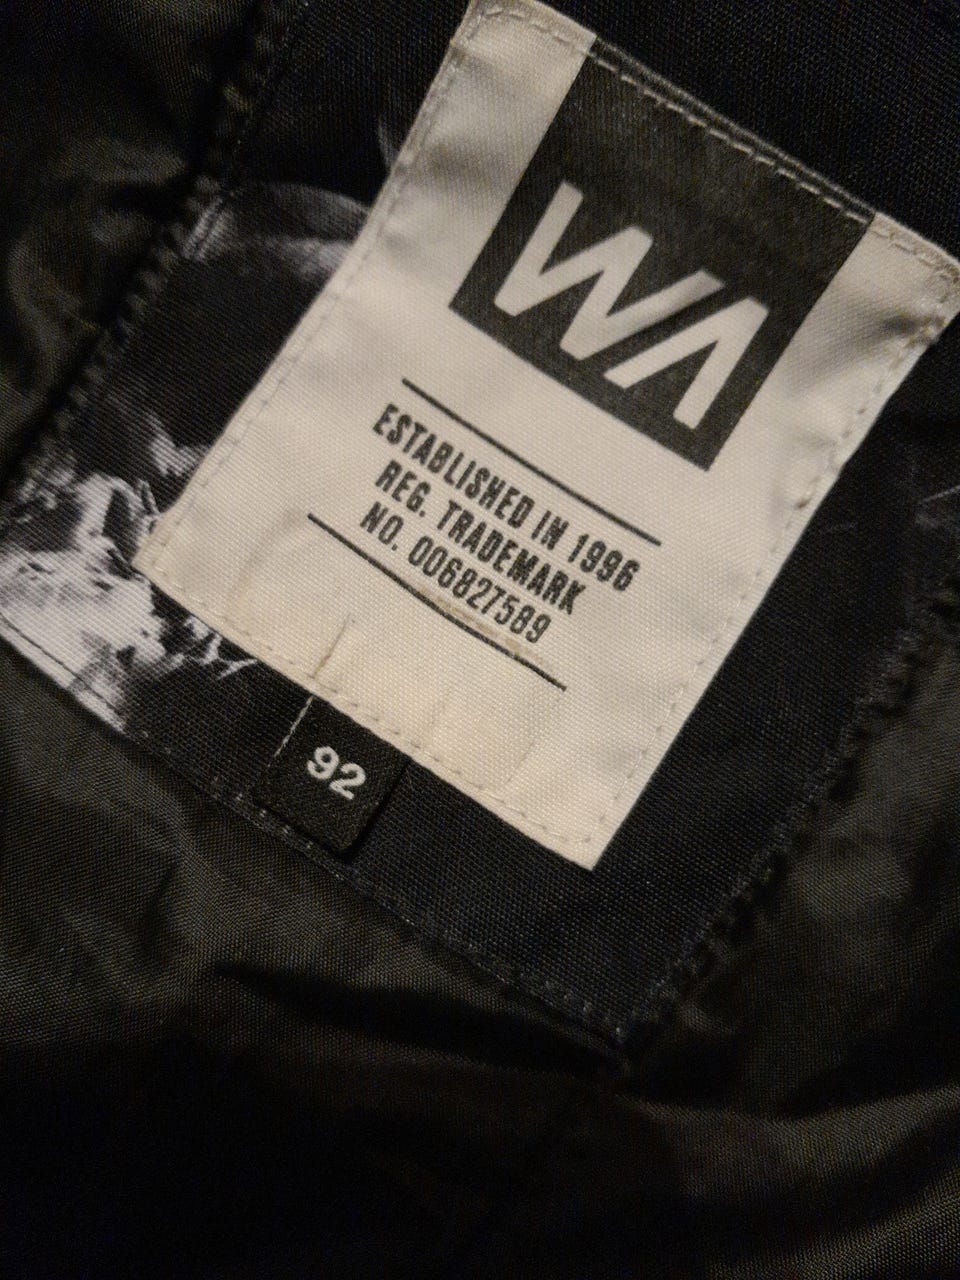 WA
ESTABLISHED IN 1996
REG. TRADEMARK
NO. 006827589
92